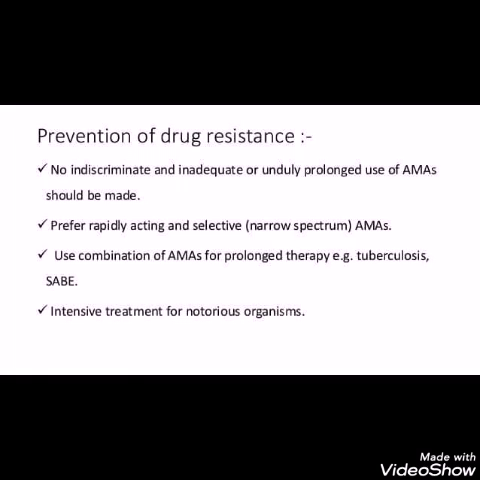 Prevention of drug resistance :-
✓ No indiscriminate and inadequate or unduly prolonged use of AMAs
should be made.
✓ Prefer rapidly acting and selective (narrow spectrum) AMAs.
✓ Use combination of AMAs for prolonged therapy e.g. tuberculosis,
SABE.
✓ Intensive treatment for notorious organisms.
Made with
VideoShow